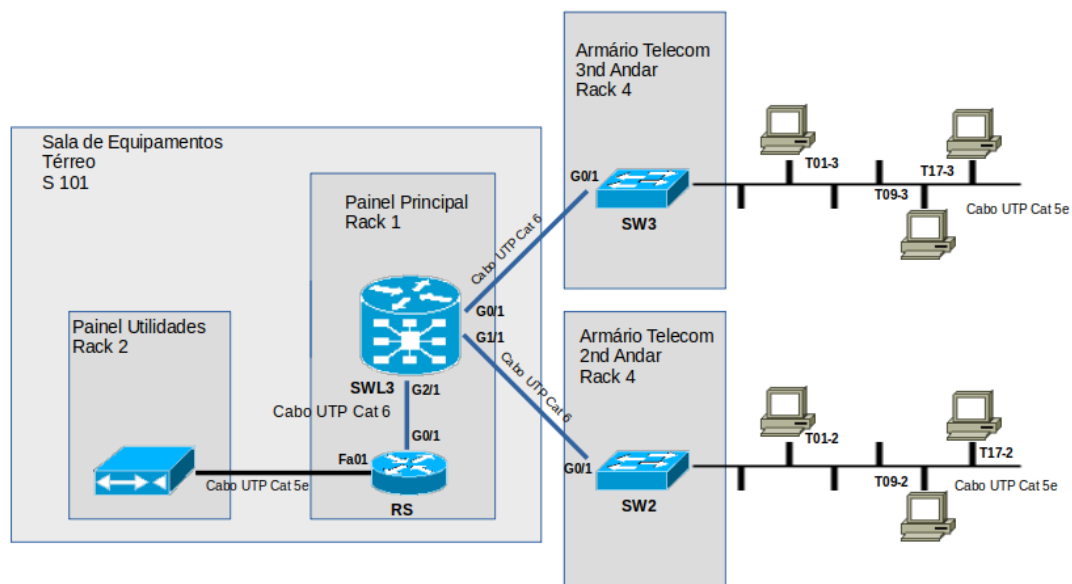 Sala de Equipamentos
Térreo
S 101
Painel Utilidades
Rack 2
Cabo UTP Cat 5e
Painel Principal
Rack 1
SWL3
G0/1
G1/1
G2/1
Cabo UTP Cat 6
G0/1
Fa01
RS
Cabo UTP Cat 6
Cabo UTP Cat 6
Armário Telecom
3nd Andar
Rack 4
G0/1
SW3
T01-3
T09-3
T17-3
Cabo UTP Cat 5e
Armário Telecom
2nd Andar
Rack 4
G0/1
SW2
T01-2
T09-2
T17-2
Cabo UTP Cat 5e